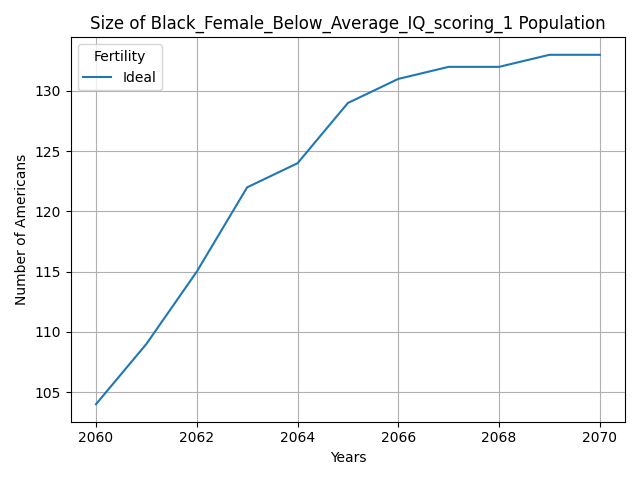 Size of Black_Female_Below_Average_IQ_scoring_1 Population
Fertility
Ideal
Number of Americans
130
125
120
115
110
105
2060 2062 2064 2066 2068 2070
Years